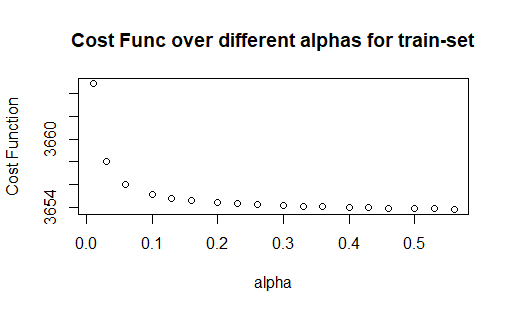 Cost Func over different alphas for train-set
Cost Function
3660
3654
0.0 0.1 0.2 0.3 0.4 0.5
alpha